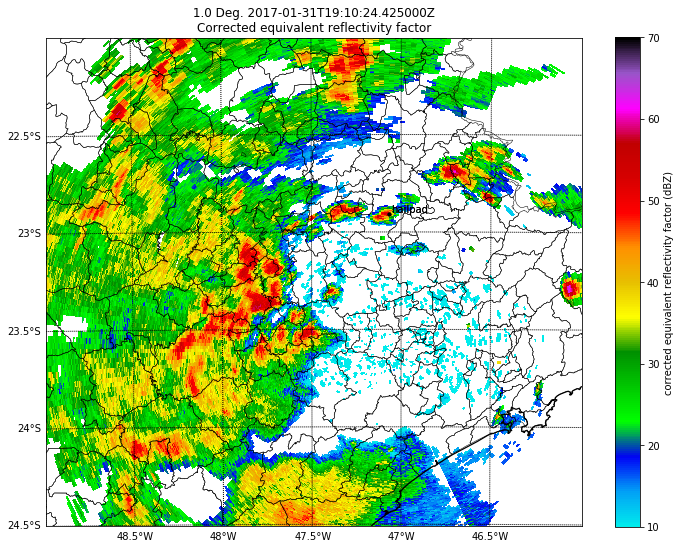 1.0 Deg. 2017-01-31T19:10:24.425000Z
Corrected equivalent reflectivity factor
22.5°S
23°S
23.5°S
24°S
24.5°S
48.5°W
48°W
47.5°W
47°W
46.5°W
70
60
50
40
30
20
10
corrected equivalent reflectivity factor (dBZ)